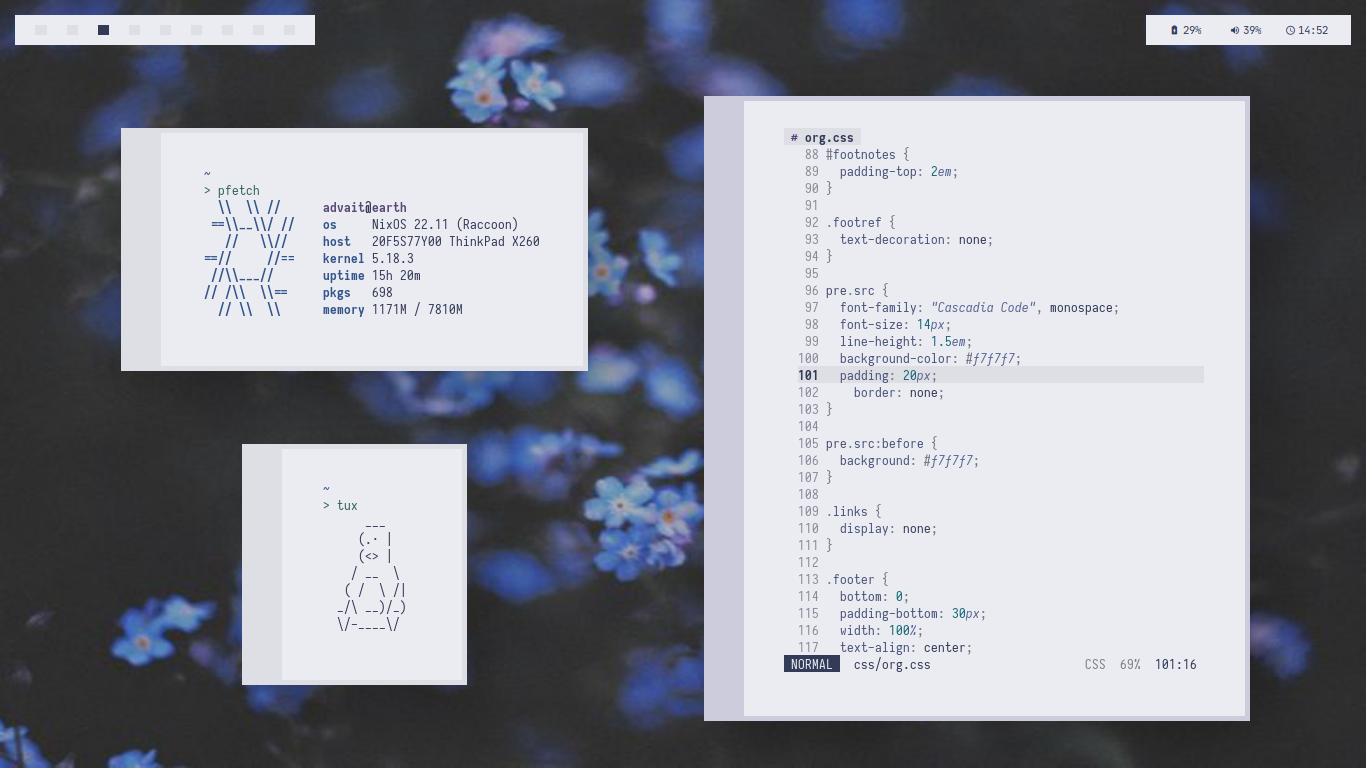 29% 39% 14:52
~
> pfetch
  \\  \\ //     advait@earth
 ==\\__\\/ //   os     NixOS 22.11 (Raccoon)
   //   \\//    host   20F5S77Y00 ThinkPad X260
==//     //==   kernel 5.18.3
 //\\___//      uptime 15h 20m
// /\\  \\==    pkgs   698
  // \\  \\     memory 1171M / 7810M
~
> tux
      ___
     (.· |
     (<> |
    / __  \
   ( /  \ /|
  _/\ __)/_)
  \/-____\/
# org.css
88 #footnotes {
89   padding-top: 2em;
90 }
91
92 .footref {
93   text-decoration: none;
94 }
95
96 pre.src {
97   font-family: "Cascadia Code", monospace;
98   font-size: 14px;
99   line-height: 1.5em;
100   background-color: #f7f7f7;
101   padding: 20px;
102     border: none;
103 }
104
105 pre.src:before {
106   background: #f7f7f7;
107 }
108
109 .links {
110   display: none;
111 }
112
113 .footer {
114   bottom: 0;
115   padding-bottom: 30px;
116   width: 100%;
117   text-align: center;
NORMAL css/org.css CSS 69% 101:16